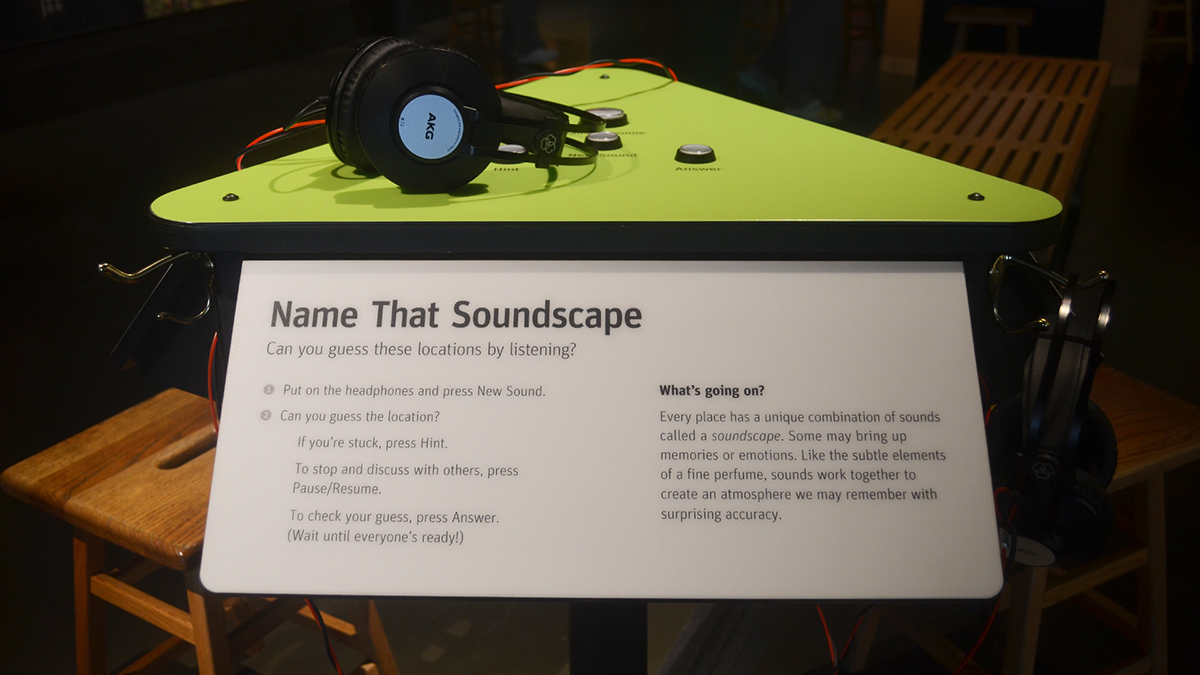 AKG
New Sound
Hint
Answer
Name That Soundscape
Can you guess these locations by listening?
1 Put on the headphones and press New Sound.
2 Can you guess the location?
If you're stuck, press Hint.
To stop and discuss with others, press
Pause/Resume.
To check your guess, press Answer.
(Wait until everyone's ready!)
What's going on?
Every place has a unique combination of sounds
called a soundscape. Some may bring up
memories or emotions. Like the subtle elements
of a fine perfume, sounds work together to
create an atmosphere we may remember with
surprising accuracy.